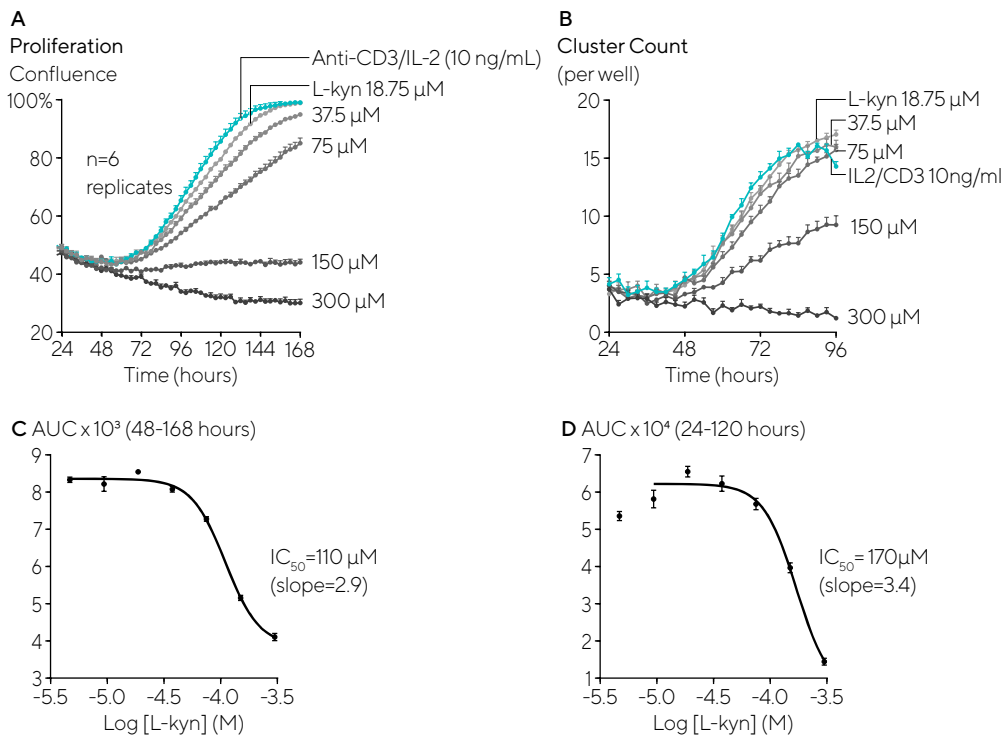 A
Proliferation
Confluence
100%
80
60
40
20
n=6
replicates
Anti-CD3/IL-2 (10 ng/mL)
L-kyn 18.75 µM
37.5 µM
75 µM
150 µM
300 µM
24 48 72 96 120 144 168
Time (hours)
B
Cluster Count
(per well)
20
15
10
5
0
L-kyn 18.75 µM
37.5 µM
75 µM
IL2/CD3 10ng/ml
150 µM
300 µM
24 48 72 96
Time (hours)
C AUC x 10³ (48-168 hours)
9
8
7
6
5
4
3
IC₅₀=110 µM
(slope=2.9)
-5.5 -5.0 -4.5 -4.0 -3.5
Log [L-kyn] (M)
D AUC x 10⁴ (24-120 hours)
7
6
5
4
3
2
1
IC₅₀=170µM
(slope=3.4)
-5.5 -5.0 -4.5 -4.0 -3.5
Log [L-kyn] (M)